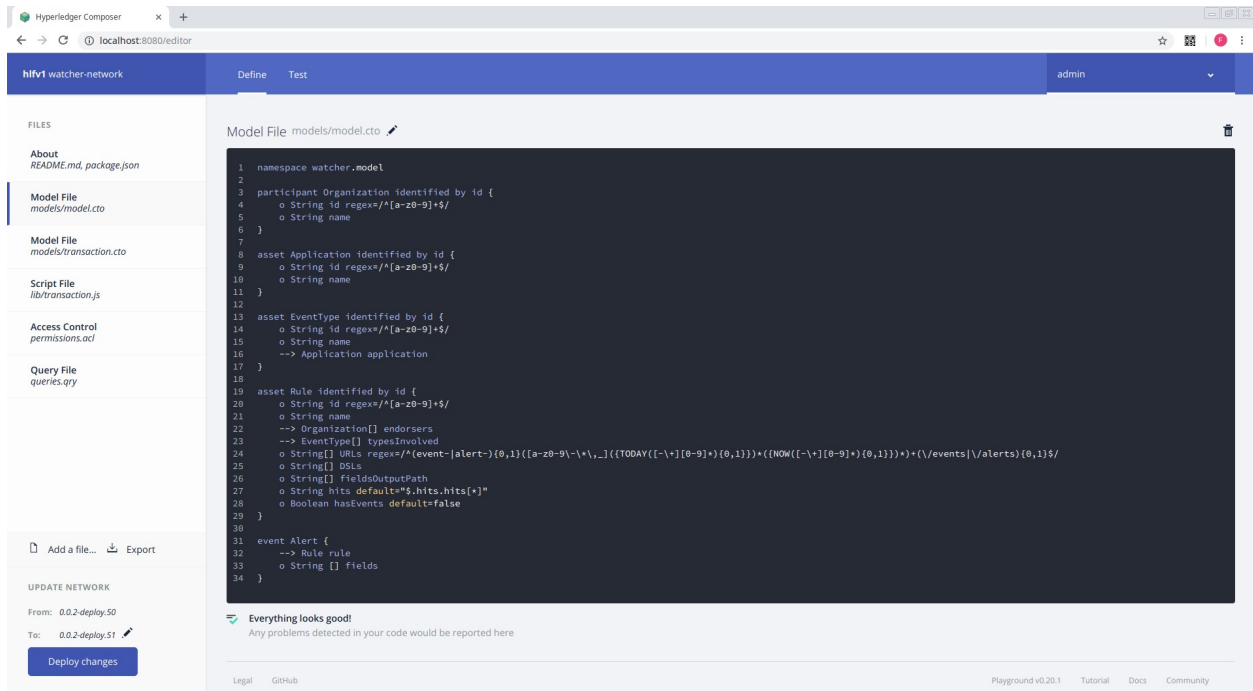 Hyperledger Composer
localhost:8080/editor
F
hlfv1 watcher-network
Define Test
admin
FILES
About
README.md, package.json
Model File
models/model.cto
Model File
models/transaction.cto
Script File
lib/transaction.js
Access Control
permissions.acl
Query File
queries.qry
Add a file... Export
UPDATE NETWORK
From: 0.0.2-deploy.50
To: 0.0.2-deploy.51
Deploy changes
Model File models/model.cto
1 namespace watcher.model
2
3 participant Organization identified by id {
4 o String id regex=/^[a-z0-9]+$/
5 o String name
6 }
7
8 asset Application identified by id {
9 o String id regex=/^[a-z0-9]+$/
10 o String name
11 }
12
13 asset EventType identified by id {
14 o String id regex=/^[a-z0-9]+$/
15 o String name
16 --> Application application
17 }
18
19 asset Rule identified by id {
20 o String id regex=/^[a-z0-9]+$/
21 o String name
22 --> Organization[] endorsers
23 --> EventType[] typesInvolved
24 o String[] URLs regex=/^(event-|alert-){0,1}([a-z0-9\-\*\,_]({TODAY([-\+][0-9]*){0,1}})*({NOW([-\+][0-9]*){0,1}})*)+(\/events|\/alerts){0,1}$/
25 o String[] DSLs
26 o String[] fieldsOutputPath
27 o String hits default="$.hits.hits[*]"
28 o Boolean hasEvents default=false
29 }
30
31 event Alert {
32 --> Rule rule
33 o String [] fields
34 }
Everything looks good!
Any problems detected in your code would be reported here
Legal GitHub
Playground v0.20.1 Tutorial Docs Community